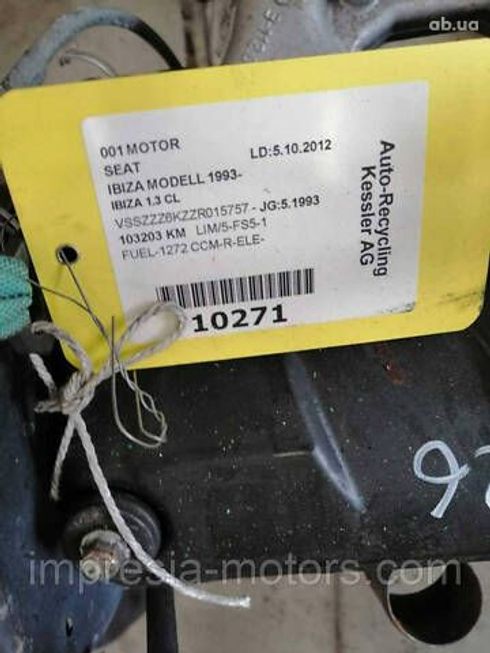 ab.ua
001 MOTOR
LD:5.10.2012
SEAT
IBIZA MODELL 1993-
IBIZA 1.3 CL
VSSZZZ6KZZR015757 - JG:5.1993
103203 KM LIM/5-FS5-1
FUEL-1272 CCM-R-ELE-
10271
Auto-Recycling
Kessler AG
impresia-motors.com